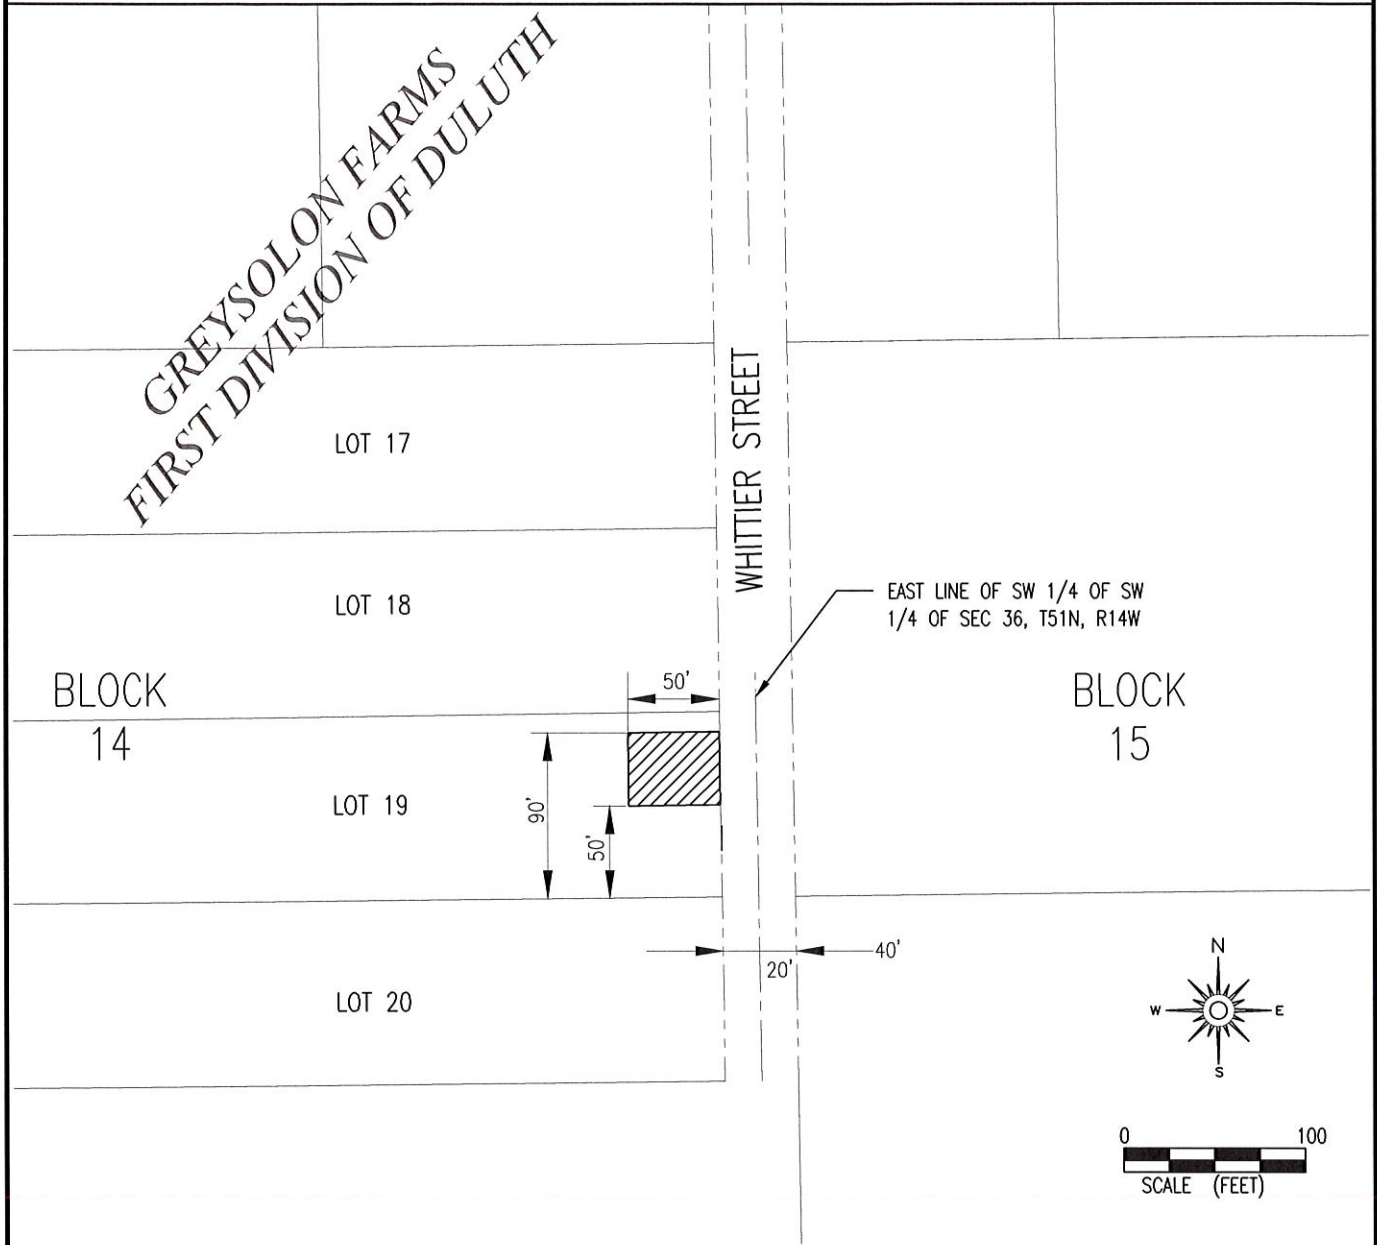 GREYSOLON FARMS
FIRST DIVISION OF DULUTH
WHITTIER STREET
LOT 17
LOT 18
EAST LINE OF SW 1/4 OF SW
1/4 OF SEC 36, T51N, R14W
BLOCK
14
BLOCK
15
50'
LOT 19
90'
50'
40'
20'
LOT 20
N
W
E
S
0
100
SCALE (FEET)